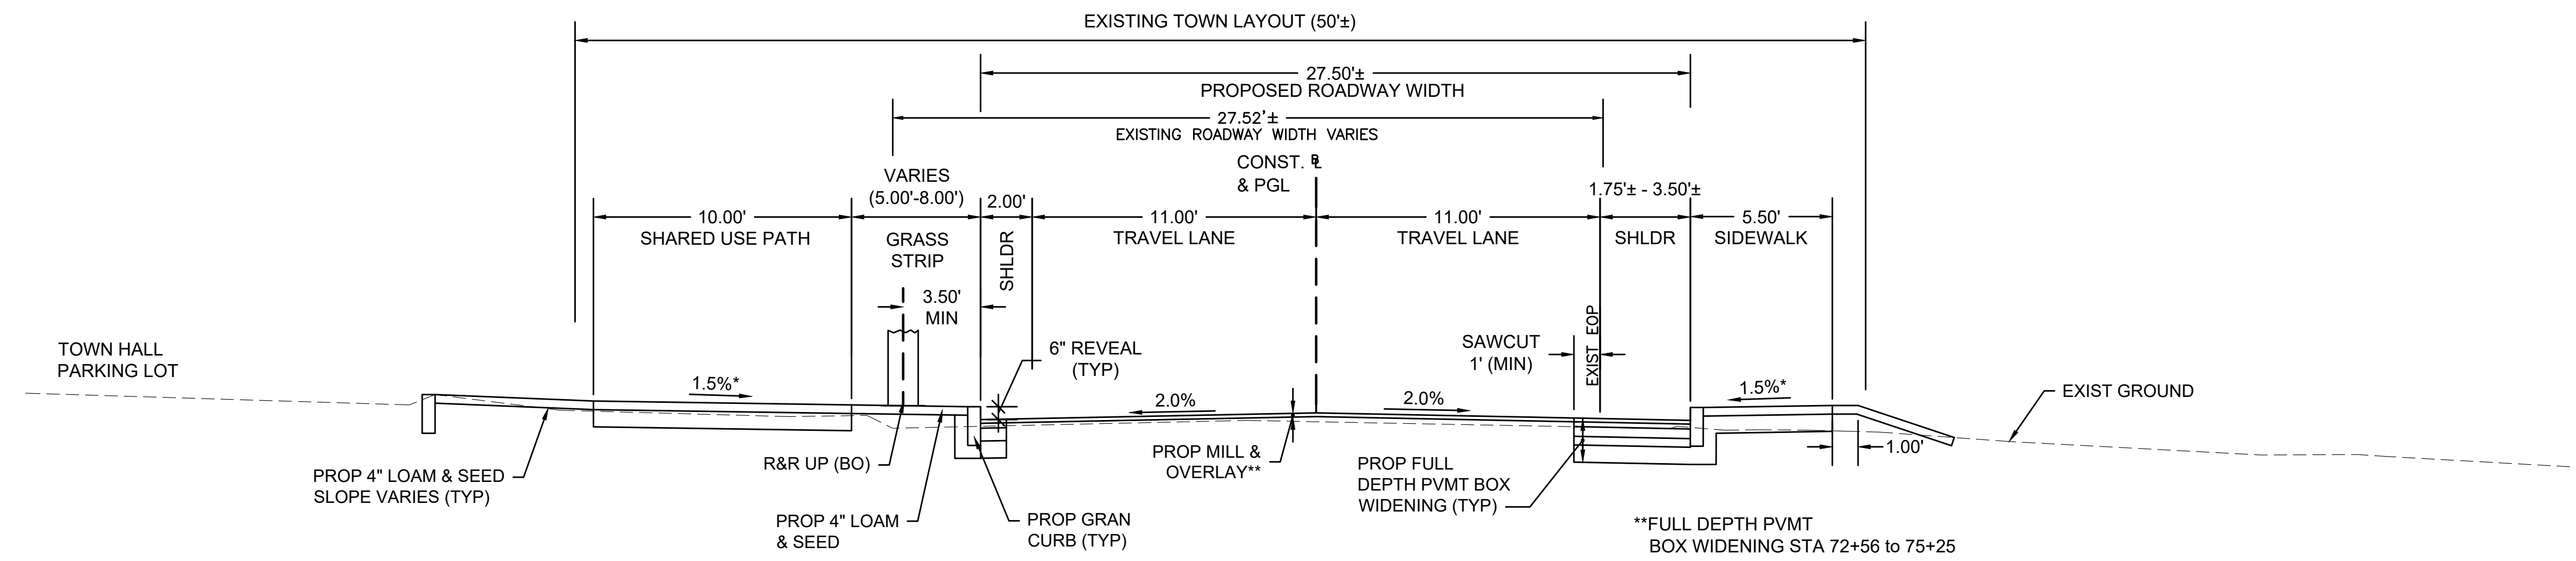 EXISTING TOWN LAYOUT (50'±)
27.50'±
PROPOSED ROADWAY WIDTH
27.52'±
EXISTING ROADWAY WIDTH VARIES
CONST. BL
& PGL
VARIES
(5.00'-8.00')
2.00'
1.75'± - 3.50'±
10.00'
11.00'
11.00'
5.50'
SHARED USE PATH
GRASS
STRIP
SHLDR
TRAVEL LANE
TRAVEL LANE
SHLDR
SIDEWALK
3.50'
MIN
EXIST EOP
SAWCUT
1' (MIN)
6" REVEAL
(TYP)
TOWN HALL
PARKING LOT
1.5%*
2.0%
2.0%
1.5%*
EXIST GROUND
1.00'
PROP 4" LOAM & SEED
SLOPE VARIES (TYP)
R&R UP (BO)
PROP MILL &
OVERLAY**
PROP FULL
DEPTH PVMT BOX
WIDENING (TYP)
PROP 4" LOAM
& SEED
PROP GRAN
CURB (TYP)
**FULL DEPTH PVMT
BOX WIDENING STA 72+56 to 75+25